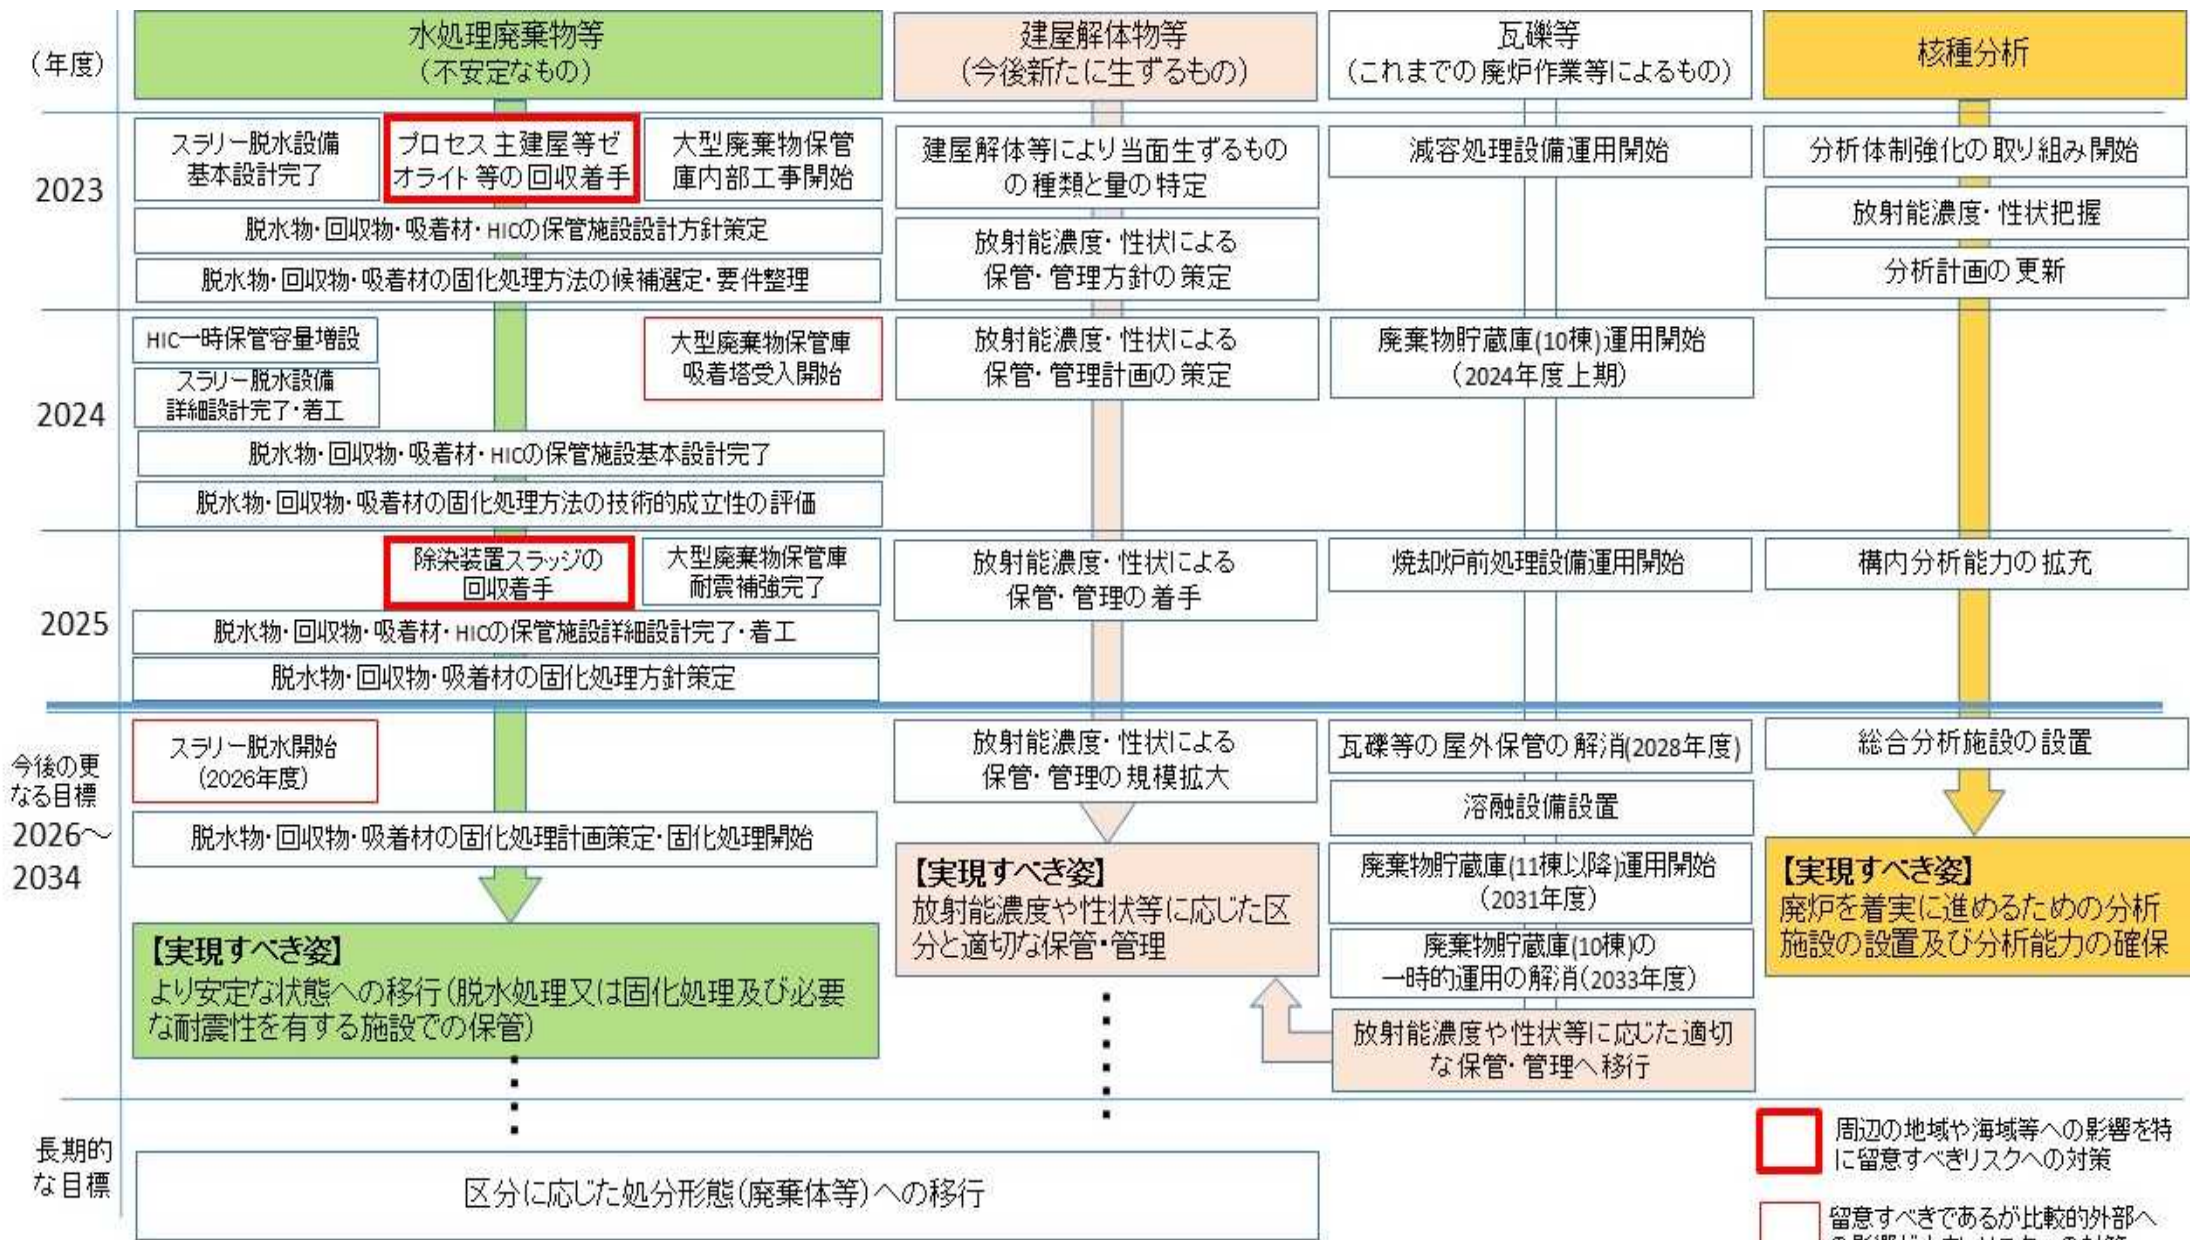 (年度)
水処理廃棄物等
(不安定なもの)
建屋解体物等
(今後新たに生ずるもの)
瓦礫等
(これまでの廃炉作業等によるもの)
核種分析
2023
スラリー脱水設備
基本設計完了
プロセス主建屋等ゼ
オライト等の回収着手
大型廃棄物保管
庫内部工事開始
脱水物・回収物・吸着材・HICの保管施設設計方針策定
脱水物・回収物・吸着材の固化処理方法の候補選定・要件整理
建屋解体等により当面生ずるもの
の種類と量の特定
放射能濃度・性状による
保管・管理方針の策定
減容処理設備運用開始
分析体制強化の取り組み開始
放射能濃度・性状把握
分析計画の更新
2024
HIC一時保管容量増設
スラリー脱水設備
詳細設計完了・着工
大型廃棄物保管庫
吸着塔受入開始
脱水物・回収物・吸着材・HICの保管施設基本設計完了
脱水物・回収物・吸着材の固化処理方法の技術的成立性の評価
放射能濃度・性状による
保管・管理計画の策定
廃棄物貯蔵庫(10棟)運用開始
(2024年度上期)
2025
除染装置スラッジの
回収着手
大型廃棄物保管庫
耐震補強完了
脱水物・回収物・吸着材・HICの保管施設詳細設計完了・着工
脱水物・回収物・吸着材の固化処理方針策定
放射能濃度・性状による
保管・管理の着手
焼却炉前処理設備運用開始
構内分析能力の拡充
今後の更
なる目標
2026～
2034
スラリー脱水開始
(2026年度)
脱水物・回収物・吸着材の固化処理計画策定・固化処理開始
【実現すべき姿】
より安定な状態への移行(脱水処理又は固化処理及び必要
な耐震性を有する施設での保管)
放射能濃度・性状による
保管・管理の規模拡大
【実現すべき姿】
放射能濃度や性状等に応じた区
分と適切な保管・管理
瓦礫等の屋外保管の解消(2028年度)
溶融設備設置
廃棄物貯蔵庫(11棟以降)運用開始
(2031年度)
廃棄物貯蔵庫(10棟)の
一時的運用の解消(2033年度)
放射能濃度や性状等に応じた適切
な保管・管理へ移行
総合分析施設の設置
【実現すべき姿】
廃炉を着実に進めるための分析
施設の設置及び分析能力の確保
長期的
な目標
区分に応じた処分形態(廃棄体等)への移行
周辺の地域や海域等への影響を特
に留意すべきリスクへの対策
留意すべきであるが比較的外部へ